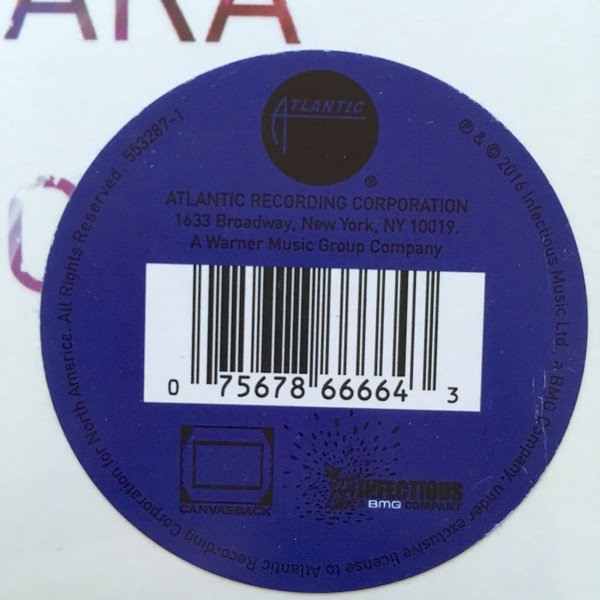 ARA
ATLANTIC
®
ATLANTIC RECORDING CORPORATION
1633 Broadway, New York, NY 10019.
A Warner Music Group Company
0 75678 66664 3
CANVASBACK
INFECTIOUS
A BMG COMPANY
℗ & © 2016 Infectious Music Ltd., a BMG Company, under exclusive license to Atlantic Recording Corporation for North America. All Rights Reserved. 553287-1